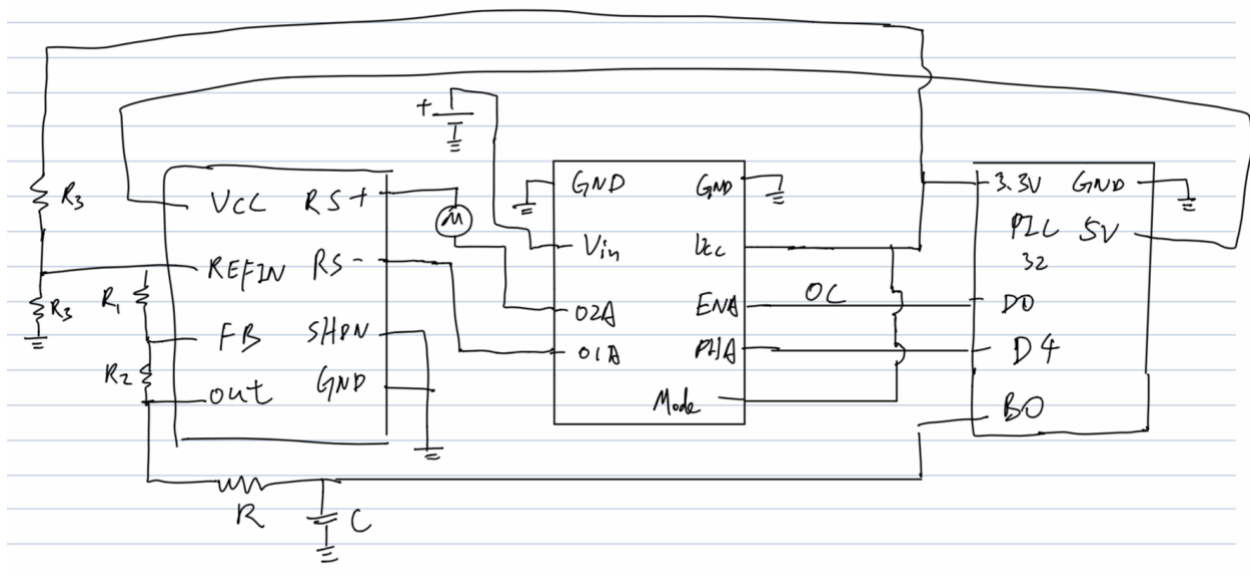 +
R3
VCC RS+
M
GND GND
3.3V GND
Vin Vcc
PIC 5V
32
REFIN RS-
R3 R1
O2A ENA OC D0
FB SHDN
O1A PHA D4
R2
out GND
Mode B0
R C